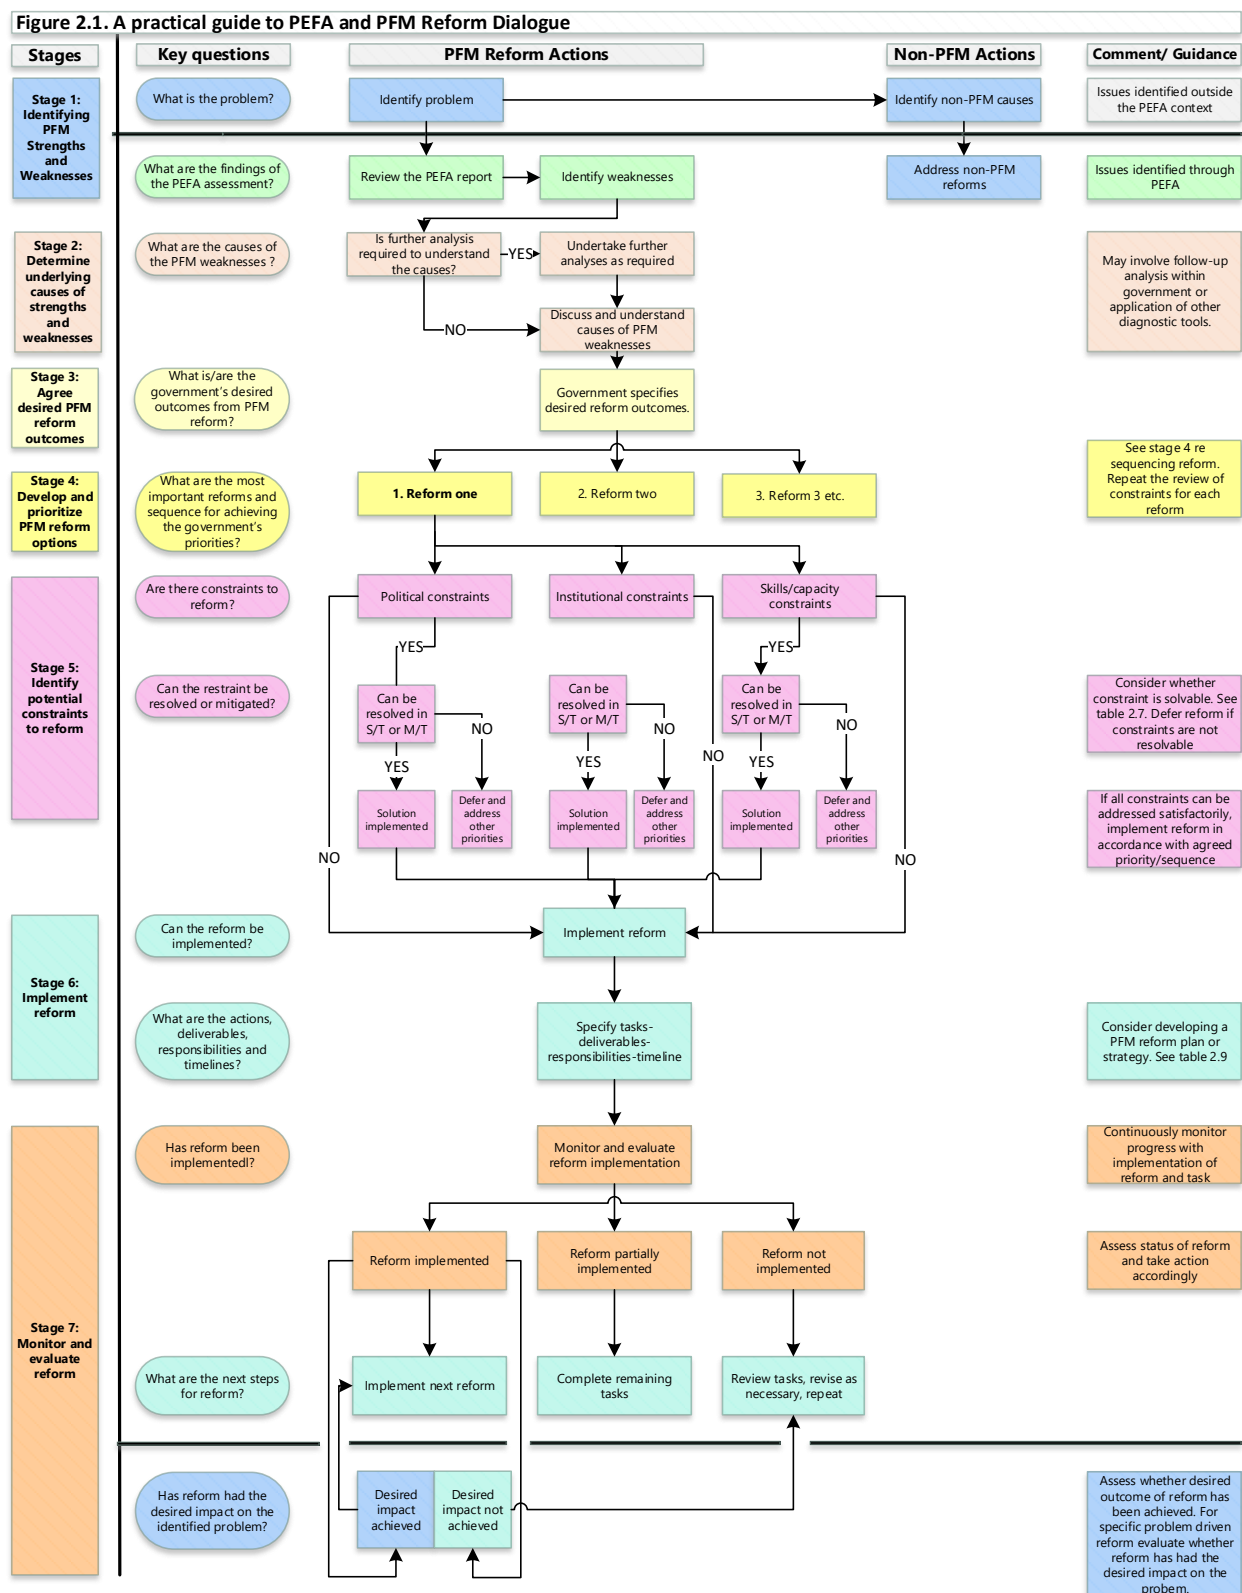 Figure 2.1. A practical guide to PEFA and PFM Reform Dialogue
Stages
Key questions
PFM Reform Actions
Non-PFM Actions
Comment/ Guidance
Stage 1:
Identifying
PFM
Strengths
and
Weaknesses
What is the problem?
Identify problem
Identify non-PFM causes
Issues identified outside
the PEFA context
What are the findings of
the PEFA assessment?
Review the PEFA report
Identify weaknesses
Address non-PFM
reforms
Issues identified through
PEFA
Stage 2:
Determine
underlying
causes of
strengths
and
weaknesses
What are the causes of
the PFM weaknesses ?
Is further analysis
required to understand
the causes?
YES
Undertake further
analyses as required
NO
Discuss and understand
causes of PFM
weaknesses
May involve follow-up
analysis within
government or
application of other
diagnostic tools.
Stage 3:
Agree
desired PFM
reform
outcomes
What is/are the
government's desired
outcomes from PFM
reform?
Government specifies
desired reform outcomes.
Stage 4:
Develop and
prioritize
PFM reform
options
What are the most
important reforms and
sequence for achieving
the government's
priorities?
1. Reform one
2. Reform two
3. Reform 3 etc.
See stage 4 re
sequencing reform.
Repeat the review of
constraints for each
reform
Stage 5:
Identify
potential
constraints
to reform
Are there constraints to
reform?
Political constraints
Institutional constraints
Skills/capacity
constraints
YES
YES
Can the restraint be
resolved or mitigated?
Can be
resolved in
S/T or M/T
NO
YES
Can be
resolved in
S/T or M/T
NO
YES
NO
Can be
resolved in
S/T or M/T
NO
YES
Consider whether
constraint is solvable. See
table 2.7. Defer reform if
constraints are not
resolvable
Solution
implemented
Defer and
address
other
priorities
Solution
implemented
Defer and
address
other
priorities
Solution
implemented
Defer and
address
other
priorities
If all constraints can be
addressed satisfactorily,
implement reform in
accordance with agreed
priority/sequence
NO
NO
Stage 6:
Implement
reform
Can the reform be
implemented?
Implement reform
What are the actions,
deliverables,
responsibilities and
timelines?
Specify tasks-
deliverables-
responsibilities-timeline
Consider developing a
PFM reform plan or
strategy. See table 2.9
Stage 7:
Monitor and
evaluate
reform
Has reform been
implementedl?
Monitor and evaluate
reform implementation
Continuously monitor
progress with
implementation of
reform and task
Reform implemented
Reform partially
implemented
Reform not
implemented
Assess status of reform
and take action
accordingly
What are the next steps
for reform?
Implement next reform
Complete remaining
tasks
Review tasks, revise as
necessary, repeat
Has reform had the
desired impact on the
identified problem?
Desired
impact
achieved
Desired
impact not
achieved
Assess whether desired
outcome of reform has
been achieved. For
specific problem driven
reform evaluate whether
reform has had the
desired impact on the
probem.